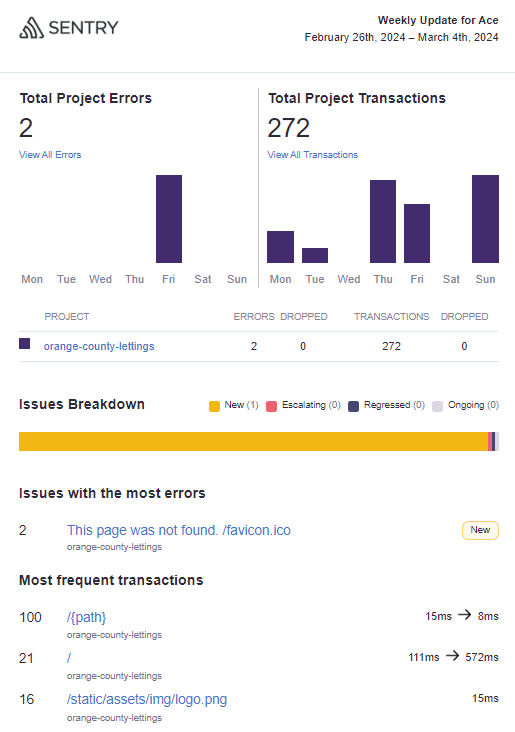 SENTRY
Weekly Update for Ace
February 26th, 2024 – March 4th, 2024
Total Project Errors
2
View All Errors
Mon Tue Wed Thu Fri Sat Sun
Total Project Transactions
272
View All Transactions
Mon Tue Wed Thu Fri Sat Sun
PROJECT ERRORS DROPPED TRANSACTIONS DROPPED
orange-county-lettings 2 0 272 0
Issues Breakdown
New (1) Escalating (0) Regressed (0) Ongoing (0)
Issues with the most errors
2 This page was not found. /favicon.ico New
orange-county-lettings
Most frequent transactions
100 /{path} 15ms → 8ms
orange-county-lettings
21 / 111ms → 572ms
orange-county-lettings
16 /static/assets/img/logo.png 15ms
orange-county-lettings